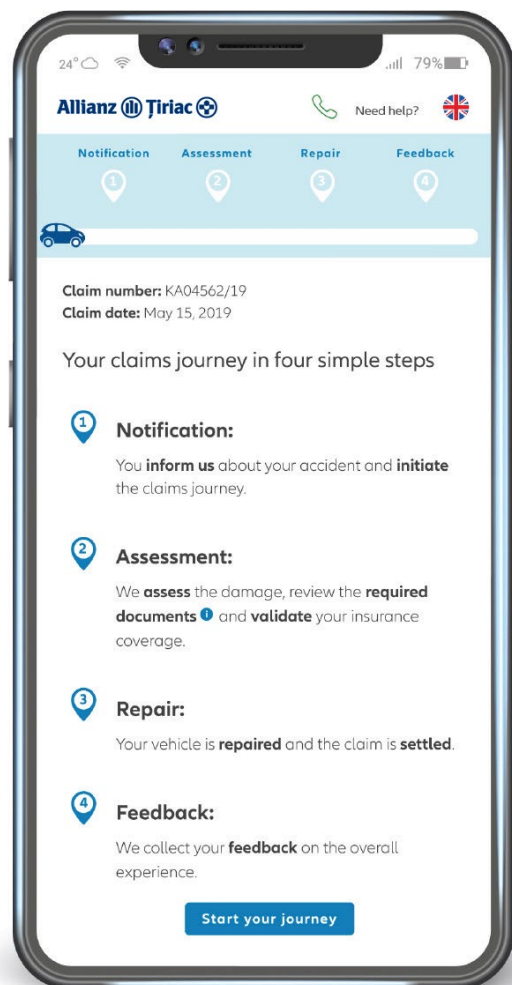 24° 79%
Allianz Țiriac Need help?
Notification Assessment Repair Feedback
1 2 3 4
Claim number: KA04562/19
Claim date: May 15, 2019
Your claims journey in four simple steps
1 Notification:
You inform us about your accident and initiate
the claims journey.
2 Assessment:
We assess the damage, review the required
documents i and validate your insurance
coverage.
3 Repair:
Your vehicle is repaired and the claim is settled.
4 Feedback:
We collect your feedback on the overall
experience.
Start your journey